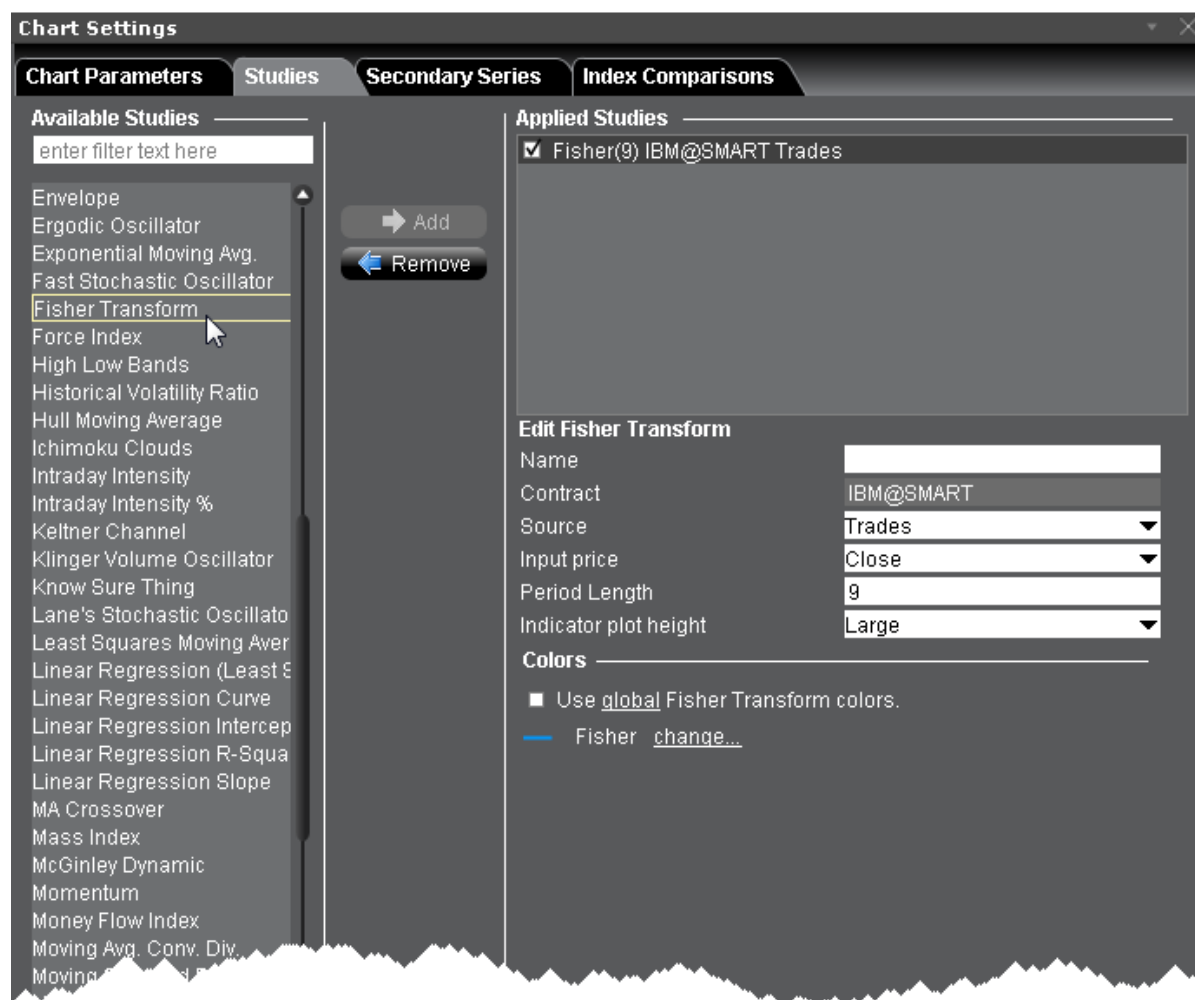 Chart Settings
Chart Parameters
Studies
Secondary Series
Index Comparisons
Available Studies
enter filter text here
Envelope
Ergodic Oscillator
Exponential Moving Avg.
Fast Stochastic Oscillator
Fisher Transform
Force Index
High Low Bands
Historical Volatility Ratio
Hull Moving Average
Ichimoku Clouds
Intraday Intensity
Intraday Intensity %
Keltner Channel
Klinger Volume Oscillator
Know Sure Thing
Lane's Stochastic Oscillato
Least Squares Moving Aver
Linear Regression (Least S
Linear Regression Curve
Linear Regression Intercep
Linear Regression R-Squa
Linear Regression Slope
MA Crossover
Mass Index
McGinley Dynamic
Momentum
Money Flow Index
Moving Avg. Conv. Div.
Moving
Add
Remove
Applied Studies
Fisher(9) IBM@SMART Trades
Edit Fisher Transform
Name
Contract IBM@SMART
Source Trades
Input price Close
Period Length 9
Indicator plot height Large
Colors
Use global Fisher Transform colors.
Fisher change...